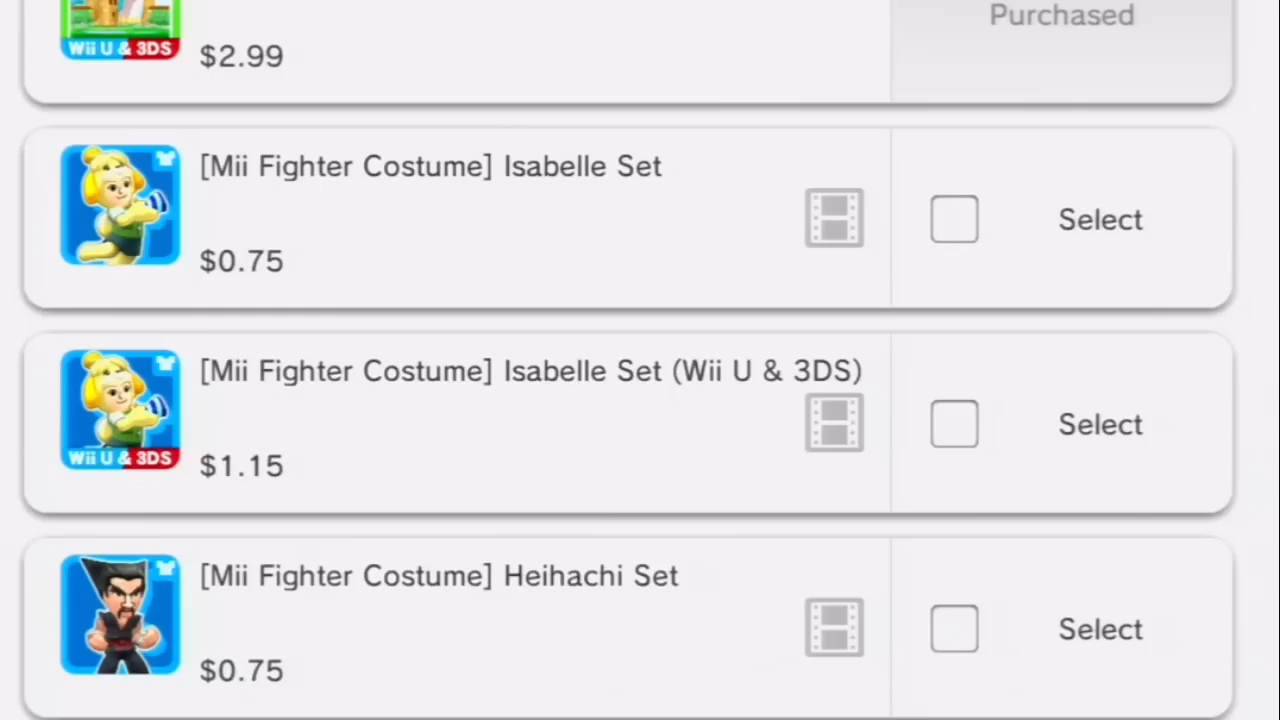 Purchased
Wii U & 3DS
$2.99
[Mii Fighter Costume] Isabelle Set
$0.75
Select
[Mii Fighter Costume] Isabelle Set (Wii U & 3DS)
Wii U & 3DS
$1.15
Select
[Mii Fighter Costume] Heihachi Set
$0.75
Select